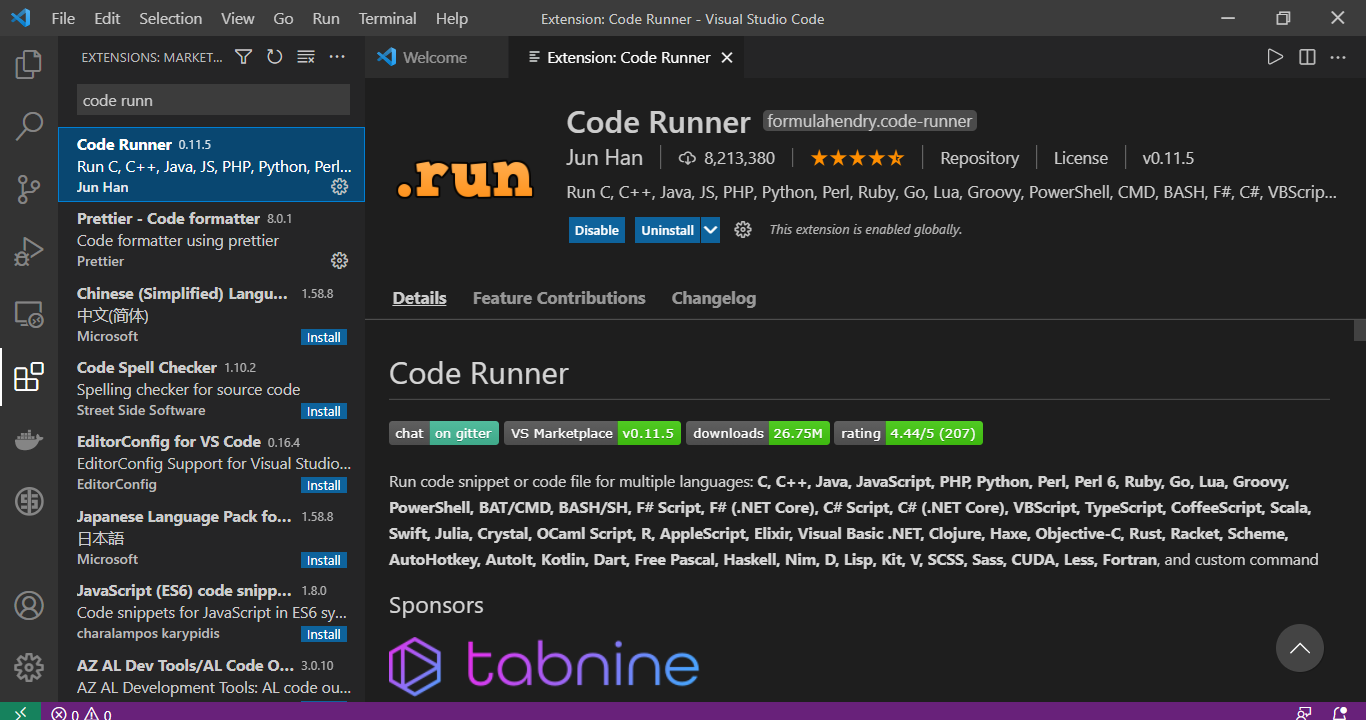 File Edit Selection View Go Run Terminal Help Extension: Code Runner - Visual Studio Code
EXTENSIONS: MARKET...
code runn
Code Runner 0.11.5
Run C, C++, Java, JS, PHP, Python, Perl...
Jun Han
Prettier - Code formatter 8.0.1
Code formatter using prettier
Prettier
Chinese (Simplified) Langu... 1.58.8
中文(简体)
Microsoft Install
Code Spell Checker 1.10.2
Spelling checker for source code
Street Side Software Install
EditorConfig for VS Code 0.16.4
EditorConfig Support for Visual Studio...
EditorConfig Install
Japanese Language Pack fo... 1.58.8
日本語
Microsoft Install
JavaScript (ES6) code snipp... 1.8.0
Code snippets for JavaScript in ES6 sy...
charalampos karypidis Install
AZ AL Dev Tools/AL Code O... 3.0.10
AZ AL Development Tools: AL code ou...
Welcome Extension: Code Runner
.run
Code Runner formulahendry.code-runner
Jun Han 8,213,380 Repository License v0.11.5
Run C, C++, Java, JS, PHP, Python, Perl, Ruby, Go, Lua, Groovy, PowerShell, CMD, BASH, F#, C#, VBScrip...
Disable Uninstall This extension is enabled globally.
Details Feature Contributions Changelog
Code Runner
chat on gitter VS Marketplace v0.11.5 downloads 26.75M rating 4.44/5 (207)
Run code snippet or code file for multiple languages: C, C++, Java, JavaScript, PHP, Python, Perl, Perl 6, Ruby, Go, Lua, Groovy,
PowerShell, BAT/CMD, BASH/SH, F# Script, F# (.NET Core), C# Script, C# (.NET Core), VBScript, TypeScript, CoffeeScript, Scala,
Swift, Julia, Crystal, OCaml Script, R, AppleScript, Elixir, Visual Basic .NET, Clojure, Haxe, Objective-C, Rust, Racket, Scheme,
AutoHotkey, AutoIt, Kotlin, Dart, Free Pascal, Haskell, Nim, D, Lisp, Kit, V, SCSS, Sass, CUDA, Less, Fortran, and custom command
Sponsors
tabnine
0 0